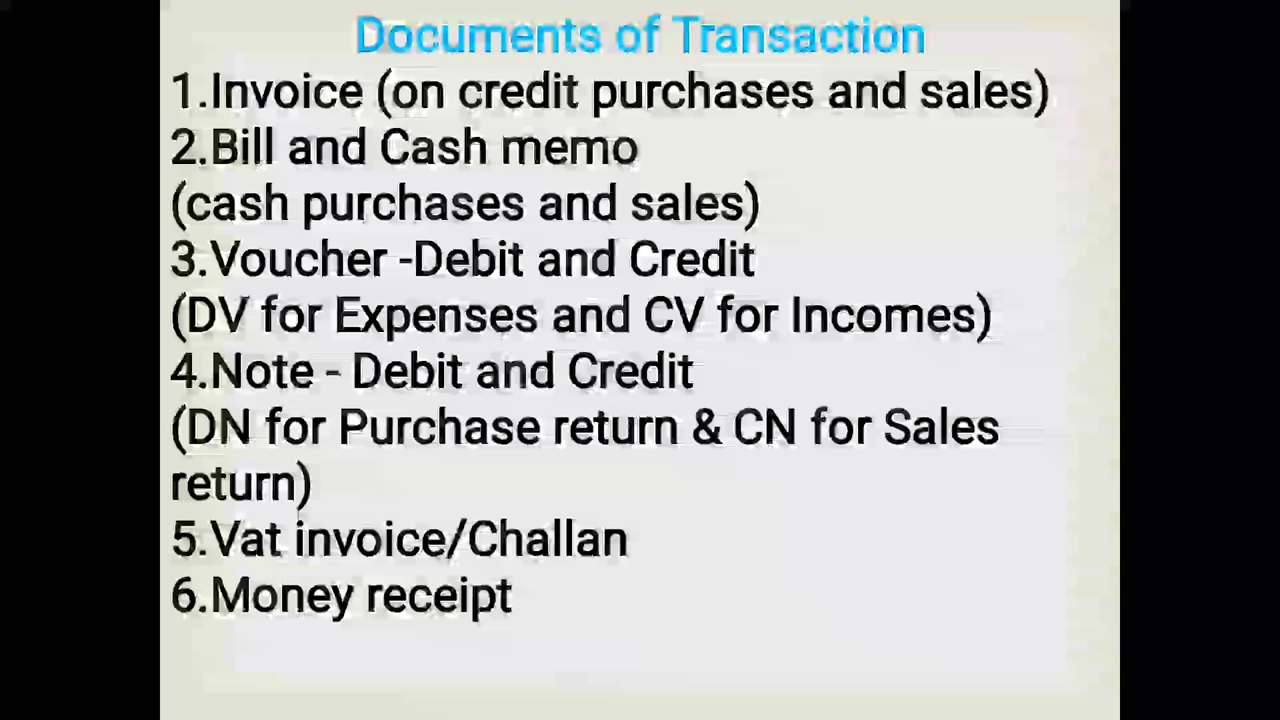 Documents of Transaction
1.Invoice (on credit purchases and sales)
2.Bill and Cash memo
(cash purchases and sales)
3.Voucher -Debit and Credit
(DV for Expenses and CV for Incomes)
4.Note - Debit and Credit
(DN for Purchase return & CN for Sales
return)
5.Vat invoice/Challan
6.Money receipt